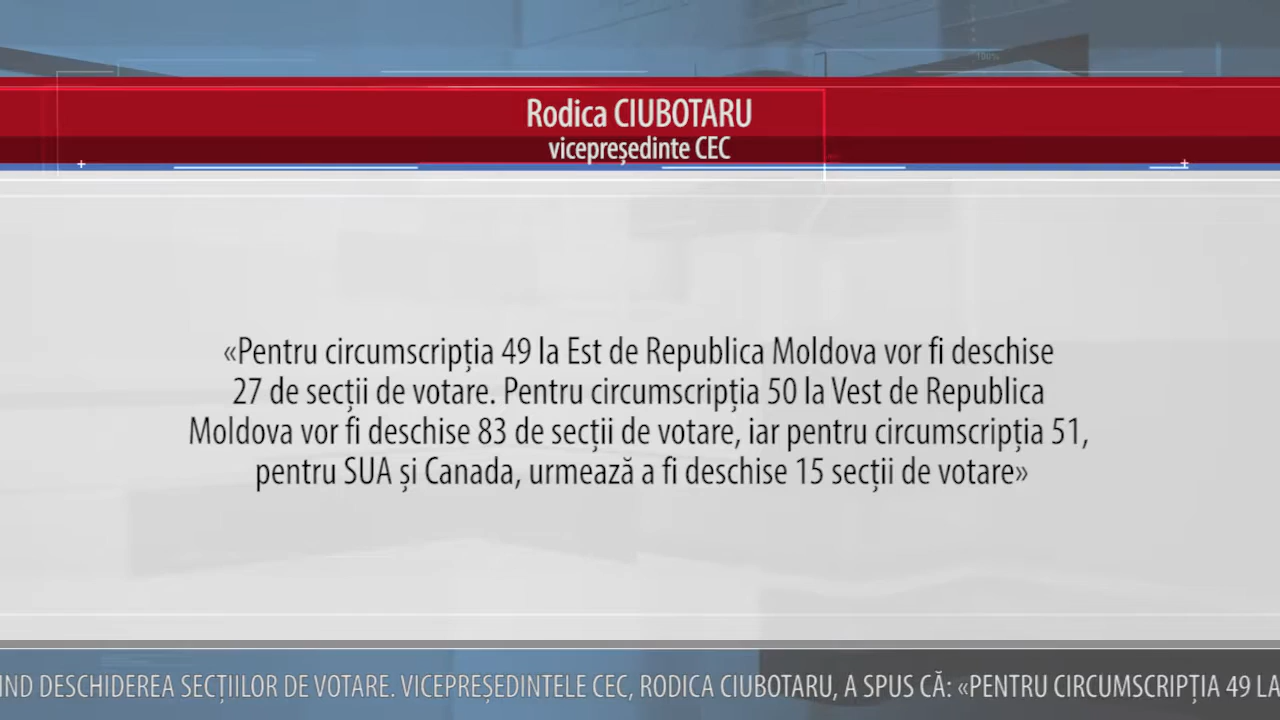 Rodica CIUBOTARU
vicepreședinte CEC
«Pentru circumscripția 49 la Est de Republica Moldova vor fi deschise
27 de secții de votare. Pentru circumscripția 50 la Vest de Republica
Moldova vor fi deschise 83 de secții de votare, iar pentru circumscripția 51,
pentru SUA și Canada, urmează a fi deschise 15 secții de votare»
IND DESCHIDEREA SECȚIILOR DE VOTARE. VICEPREȘEDINTELE CEC, RODICA CIUBOTARU, A SPUS CĂ: «PENTRU CIRCUMSCRIPȚIA 49 LA